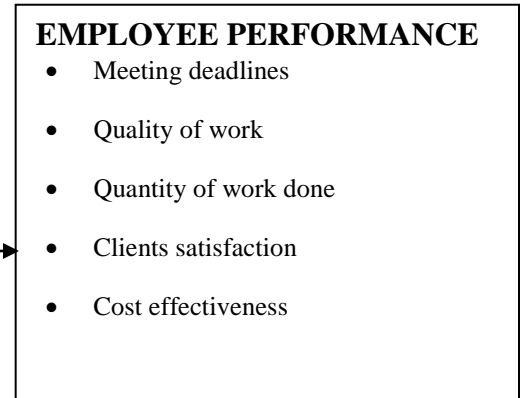 EMPLOYEE PERFORMANCE
• Meeting deadlines
• Quality of work
• Quantity of work done
• Clients satisfaction
• Cost effectiveness